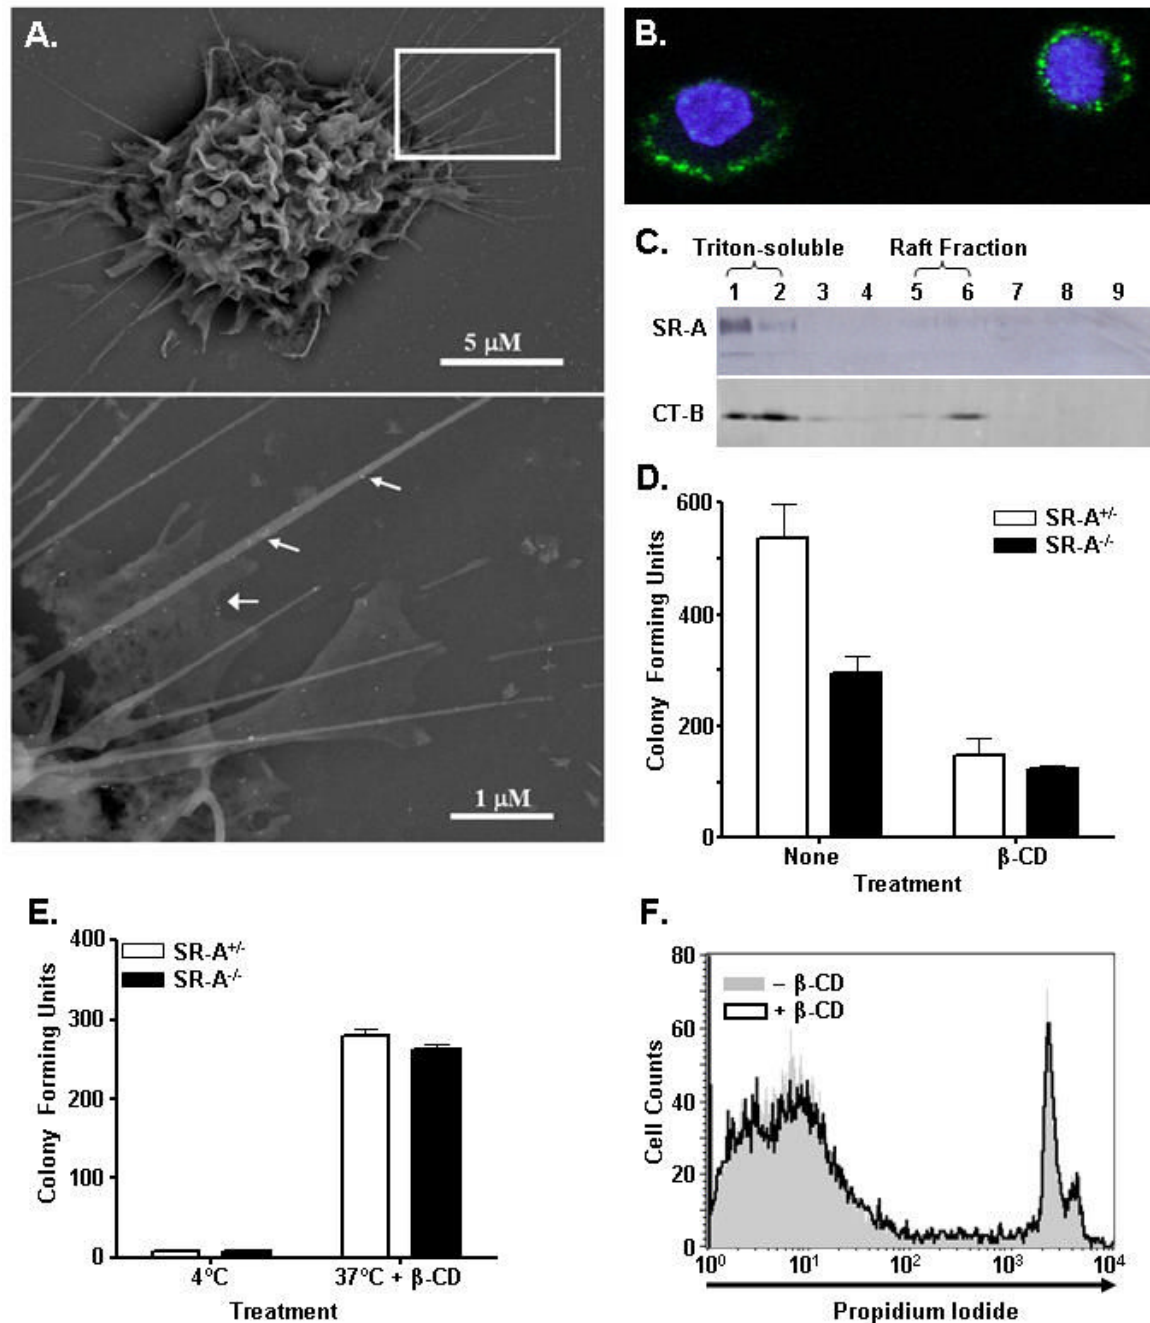 A.
5 µM
1 µM
B.
C.
Triton-soluble Raft Fraction
1 2 3 4 5 6 7 8 9
SR-A
CT-B
D.
600
400
200
0
Colony Forming Units
SR-A+/-
SR-A-/-
None β-CD
Treatment
E.
400
300
200
100
0
Colony Forming Units
SR-A+/-
SR-A-/-
4°C 37°C + β-CD
Treatment
F.
80
60
40
20
0
Cell Counts
– β-CD
+ β-CD
10⁰ 10¹ 10² 10³ 10⁴
Propidium Iodide